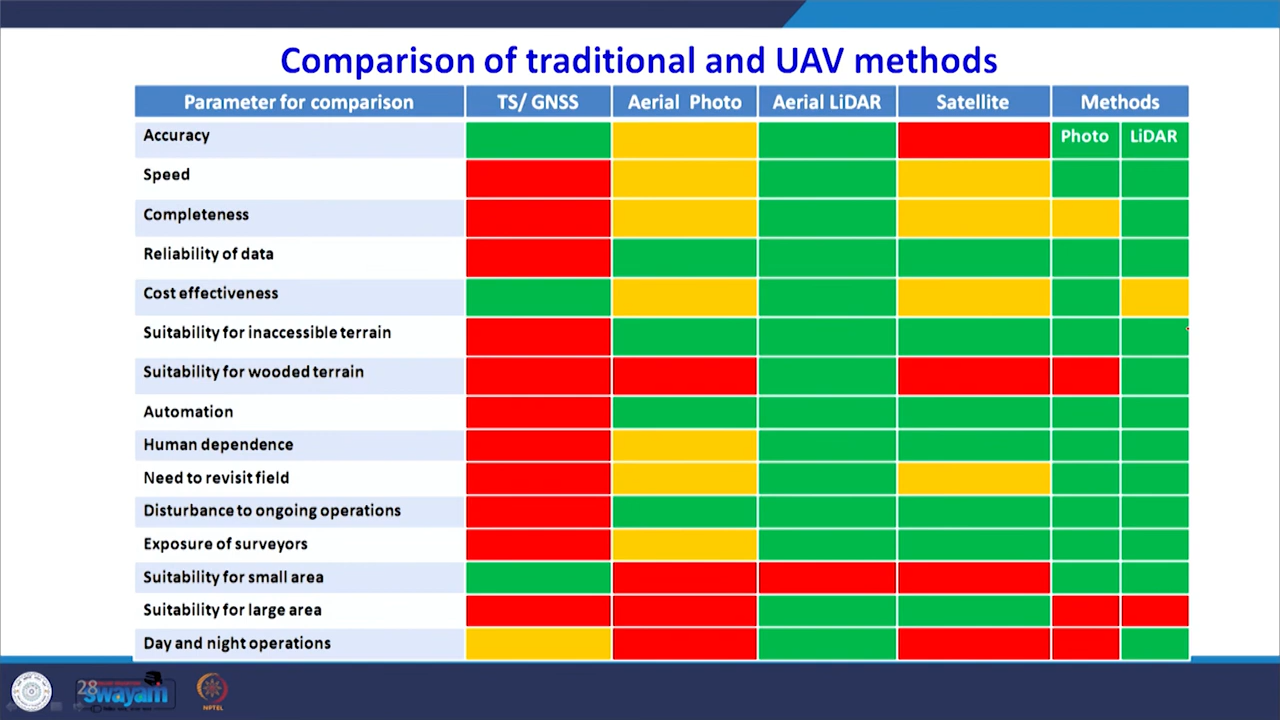 Comparison of traditional and UAV methods
Parameter for comparison TS/ GNSS Aerial Photo Aerial LiDAR Satellite Methods
Accuracy Photo LiDAR
Speed
Completeness
Reliability of data
Cost effectiveness
Suitability for inaccessible terrain
Suitability for wooded terrain
Automation
Human dependence
Need to revisit field
Disturbance to ongoing operations
Exposure of surveyors
Suitability for small area
Suitability for large area
Day and night operations
28
swayam
NPTEL